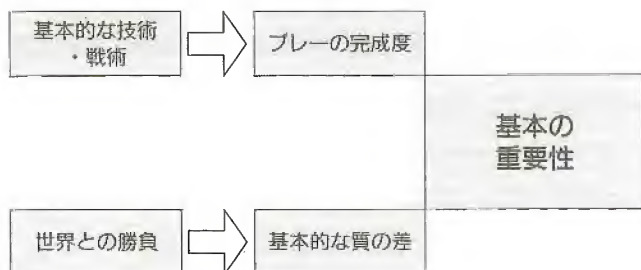 基本的な技術
・戦術
プレーの完成度
基本の
重要性
世界との勝負
基本的な質の差